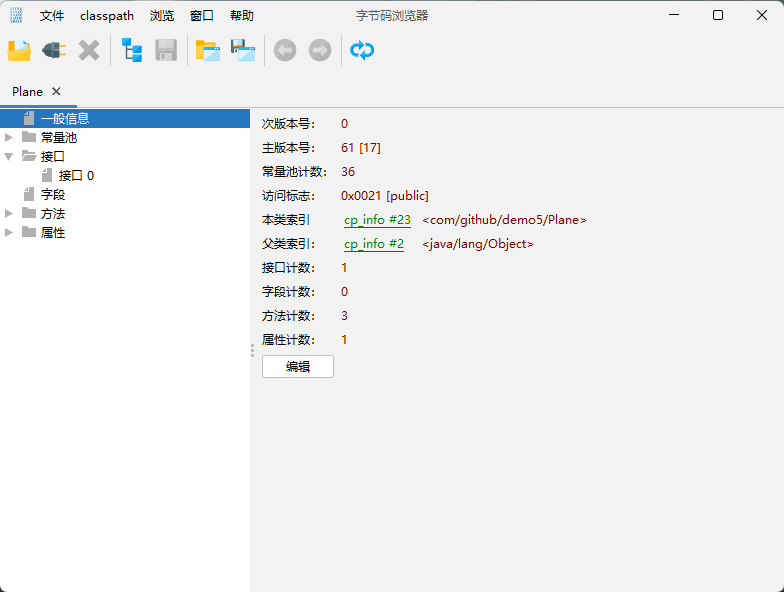 文件 classpath 浏览 窗口 帮助 字节码浏览器
Plane
一般信息
常量池
接口
接口 0
字段
方法
属性
次版本号: 0
主版本号: 61 [17]
常量池计数: 36
访问标志: 0x0021 [public]
本类索引 cp_info #23 <com/github/demo5/Plane>
父类索引: cp_info #2 <java/lang/Object>
接口计数: 1
字段计数: 0
方法计数: 3
属性计数: 1
编辑